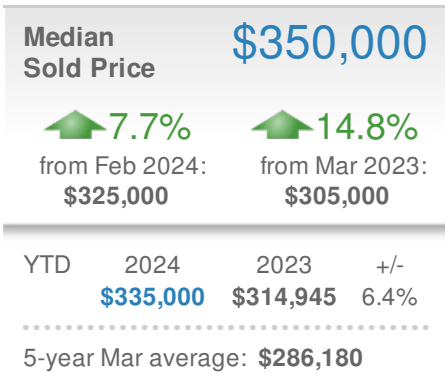 Median $350,000
Sold Price
7.7% 14.8%
from Feb 2024: from Mar 2023:
$325,000 $305,000
YTD 2024 2023 +/-
$335,000 $314,945 6.4%
5-year Mar average: $286,180